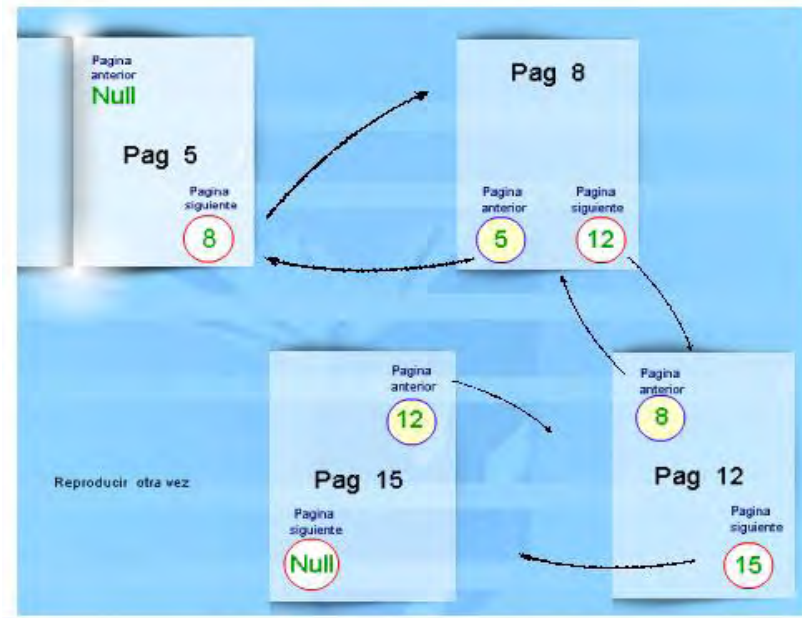 Pagina
anterior
Null
Pag 5
Pagina
siguiente
8
Pag 8
Pagina
anterior
5
Pagina
siguiente
12
Pagina
anterior
12
Pag 15
Pagina
siguiente
Null
Pagina
anterior
8
Pag 12
Pagina
siguiente
15
Reproducir otra vez